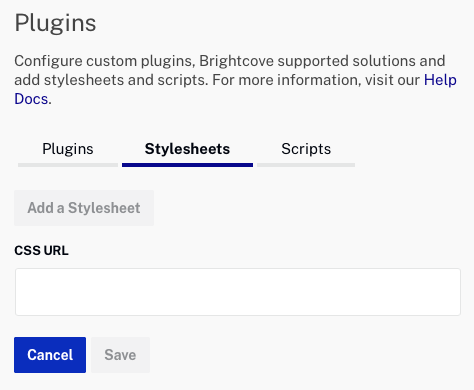 Plugins
Configure custom plugins, Brightcove supported solutions and
add stylesheets and scripts. For more information, visit our Help
Docs.
Plugins Stylesheets Scripts
Add a Stylesheet
CSS URL
Cancel Save